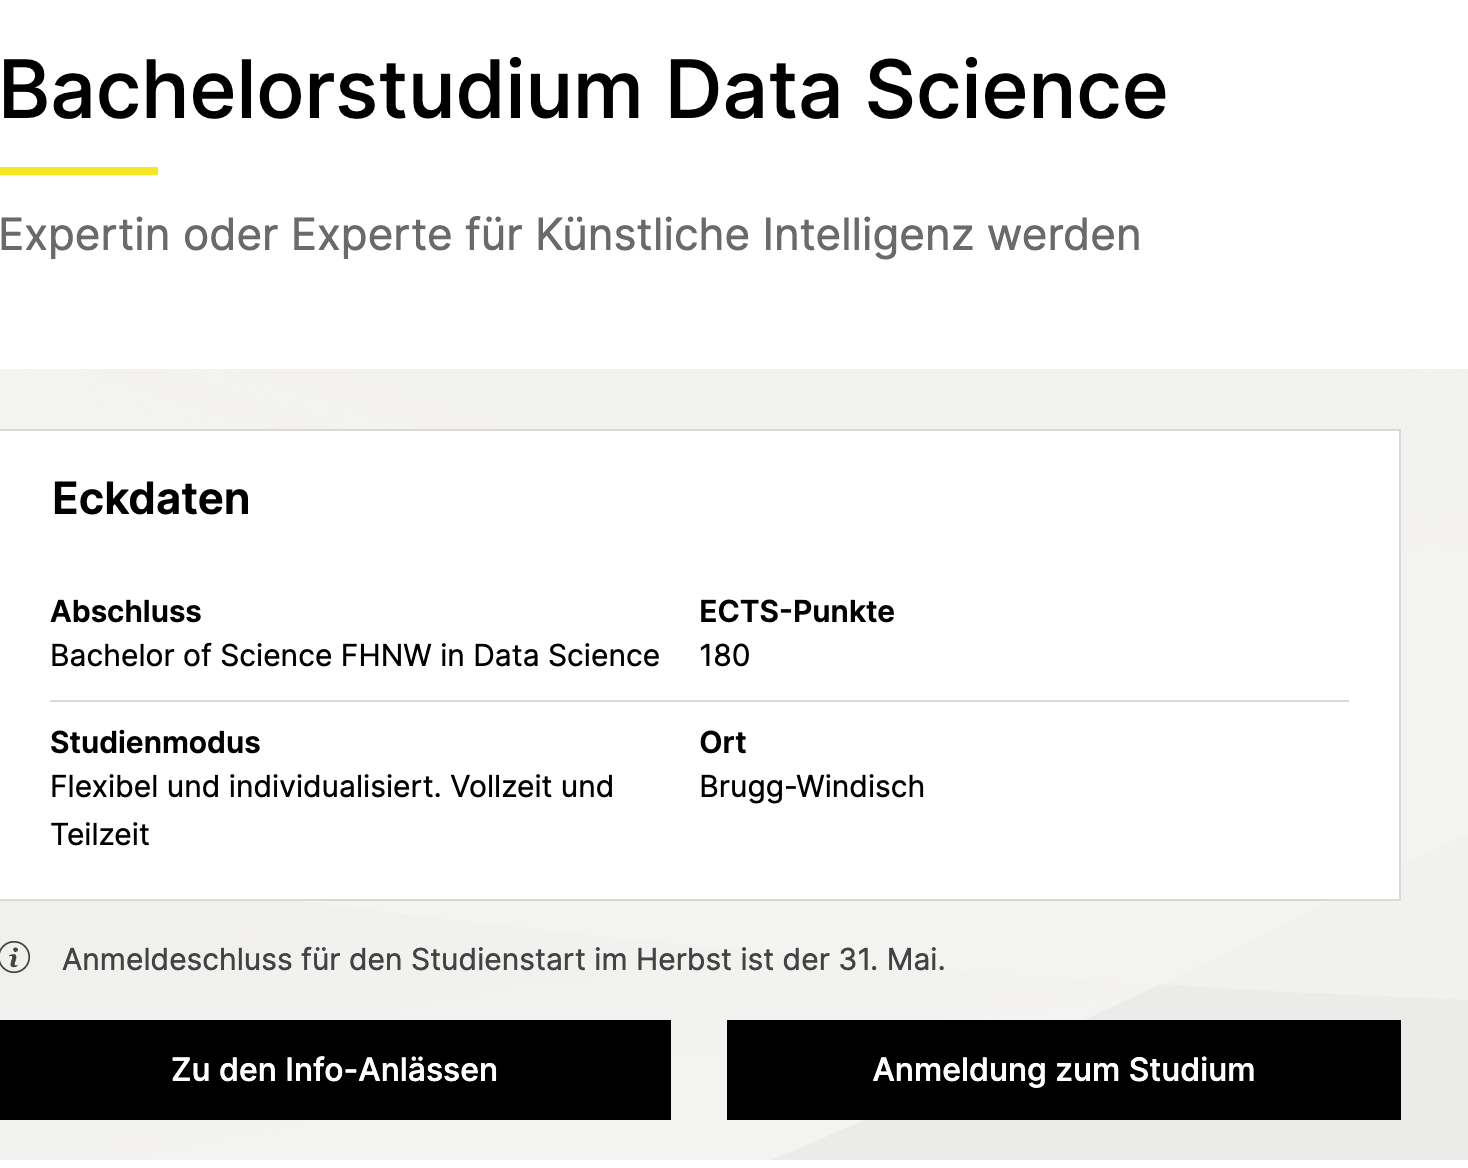 Bachelorstudium Data Science
Expertin oder Experte für Künstliche Intelligenz werden
Eckdaten
Abschluss
Bachelor of Science FHNW in Data Science
ECTS-Punkte
180
Studienmodus
Flexibel und individualisiert. Vollzeit und
Teilzeit
Ort
Brugg-Windisch
Anmeldeschluss für den Studienstart im Herbst ist der 31. Mai.
Zu den Info-Anlässen
Anmeldung zum Studium